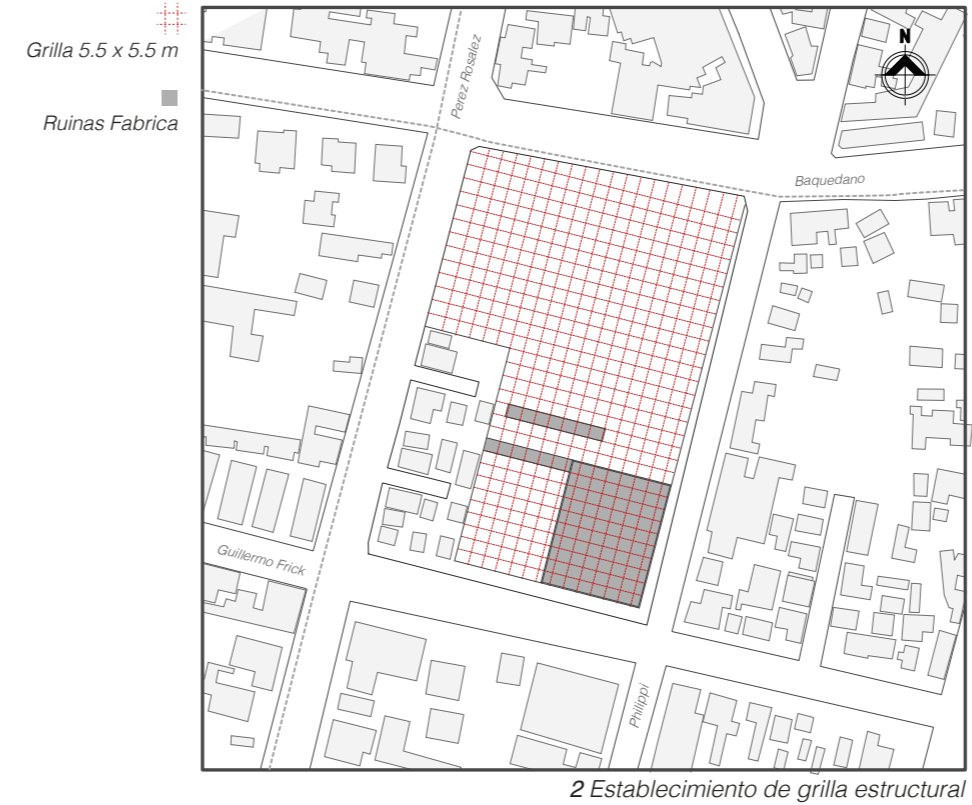 Grilla 5.5 x 5.5 m
Ruinas Fabrica
N
Perez Rosalez
Baquedano
Guillermo Frick
Philippi
2 Establecimiento de grilla estructural